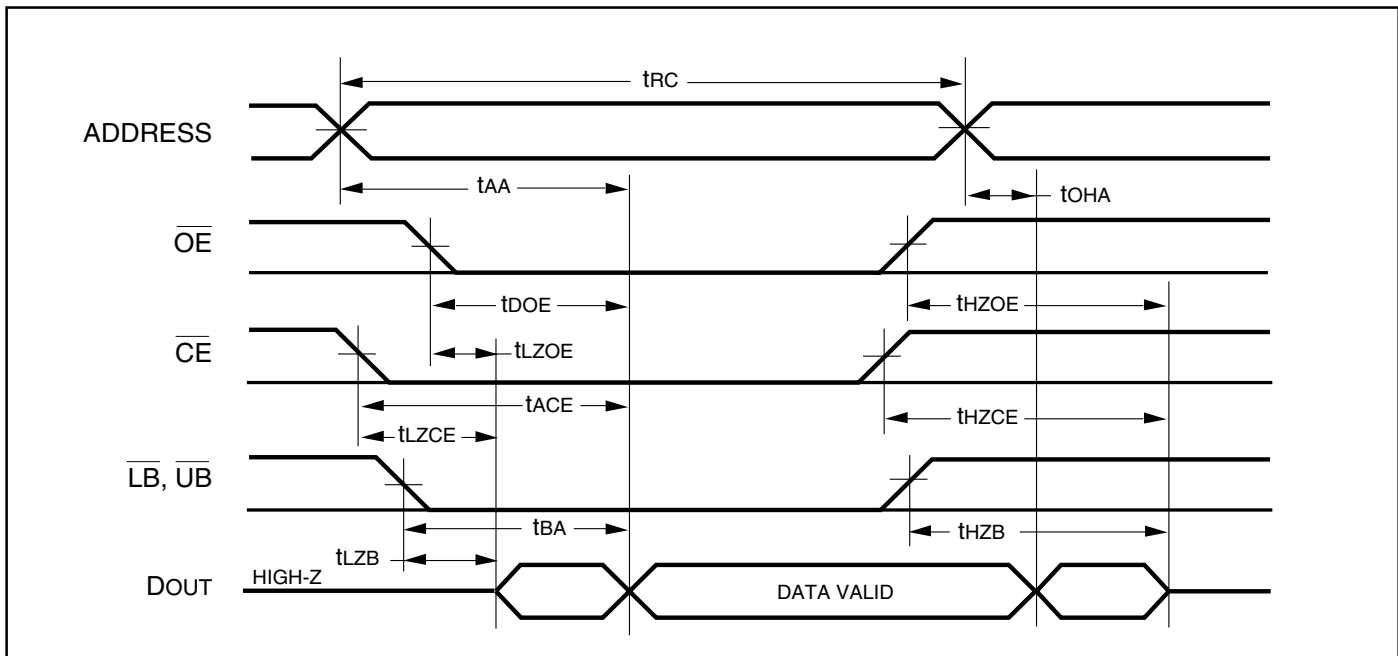 tRC
ADDRESS
tAA
tOHA
OE
tDOE
tHZOE
CE
tLZOE
tACE
tHZCE
tLZCE
LB, UB
tBA
tHZB
tLZB
HIGH-Z
DOUT
DATA VALID